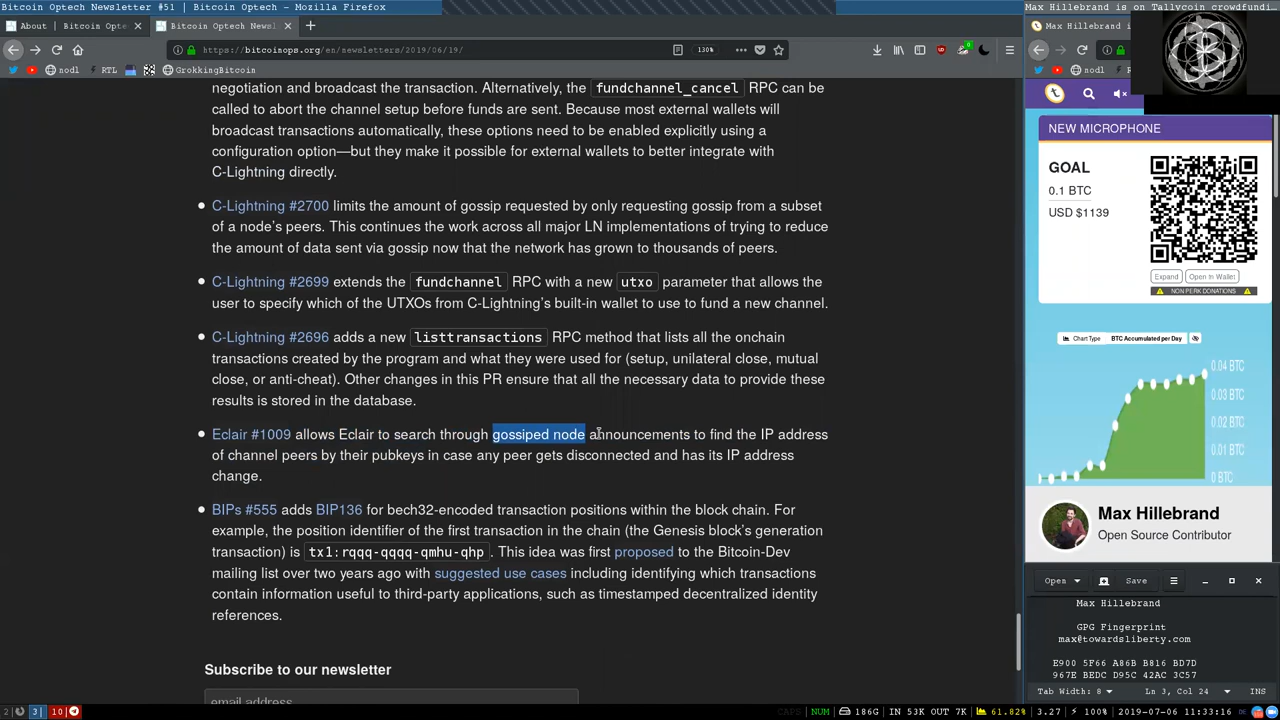 Bitcoin Optech Newsletter #51 | Bitcoin Optech - Mozilla Firefox
About | Bitcoin Opt
Bitcoin Optech Newsl
https://bitcoinops.org/en/newsletters/2019/06/19/
130%
nodl
RTL
GrokkingBitcoin
negotiation and broadcast the transaction. Alternatively, the fundchannel_cancel RPC can be
called to abort the channel setup before funds are sent. Because most external wallets will
broadcast transactions automatically, these options need to be enabled explicitly using a
configuration option—but they make it possible for external wallets to better integrate with
C-Lightning directly.
C-Lightning #2700 limits the amount of gossip requested by only requesting gossip from a subset
of a node's peers. This continues the work across all major LN implementations of trying to reduce
the amount of data sent via gossip now that the network has grown to thousands of peers.
C-Lightning #2699 extends the fundchannel RPC with a new utxo parameter that allows the
user to specify which of the UTXOs from C-Lightning's built-in wallet to use to fund a new channel.
C-Lightning #2696 adds a new listtransactions RPC method that lists all the onchain
transactions created by the program and what they were used for (setup, unilateral close, mutual
close, or anti-cheat). Other changes in this PR ensure that all the necessary data to provide these
results is stored in the database.
Eclair #1009 allows Eclair to search through gossiped node announcements to find the IP address
of channel peers by their pubkeys in case any peer gets disconnected and has its IP address
change.
BIPs #555 adds BIP136 for bech32-encoded transaction positions within the block chain. For
example, the position identifier of the first transaction in the chain (the Genesis block's generation
transaction) is tx1:rqqq-qqqq-qmhu-qhp. This idea was first proposed to the Bitcoin-Dev
mailing list over two years ago with suggested use cases including identifying which transactions
contain information useful to third-party applications, such as timestamped decentralized identity
references.
Subscribe to our newsletter
email address
Max Hillebrand is on Tallycoin crowdfundi
Max Hillebrand i
nodl
NEW MICROPHONE
GOAL
0.1 BTC
USD $1139
Expand
Open in Wallet
NON PERK DONATIONS
Chart Type
BTC Accumulated per Day
0.04 BTC
0.03 BTC
0.02 BTC
0.01 BTC
0 BTC
Max Hillebrand
Open Source Contributor
Open
Save
Max Hillebrand
GPG Fingerprint
max@towardsliberty.com
E900 5F66 A86B B816 BD7D
967E BEDC D95C 42AC 3C57
Tab Width: 8
Ln 3, Col 24
INS
2
3
10
CAPS NUM
186G
IN 53K OUT 7K
61.82%
3.27
100%
2019-07-06 11:33:16
DE